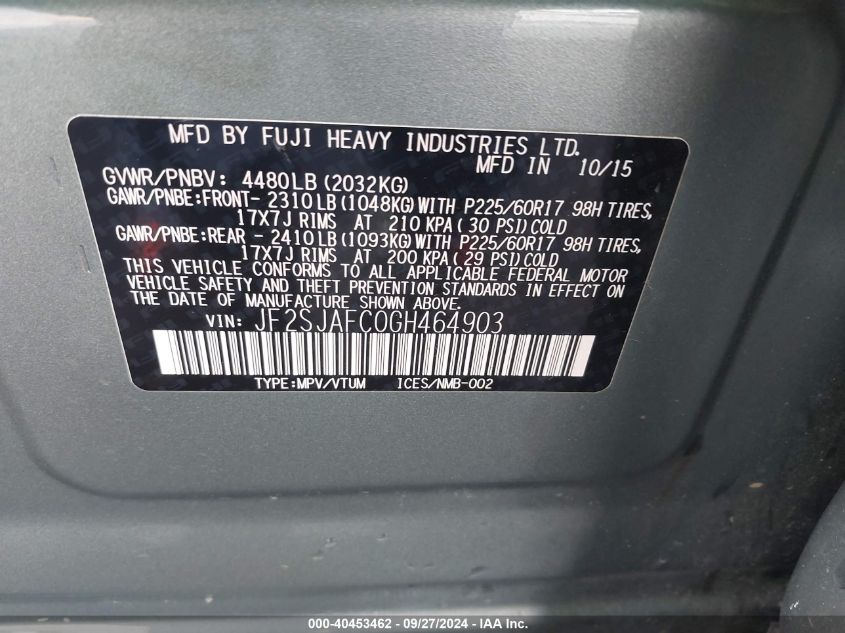 MFD BY FUJI HEAVY INDUSTRIES LTD.
MFD IN 10/15
GVWR/PNBV: 4480LB (2032KG)
GAWR/PNBE:FRONT- 2310LB (1048KG) WITH P225/60R17 98H TIRES,
17X7J RIMS AT 210 KPA ( 30 PSI) COLD
GAWR/PNBE:REAR - 2410LB (1093KG) WITH P225/60R17 98H TIRES,
17X7J RIMS AT 200 KPA ( 29 PSI) COLD
THIS VEHICLE CONFORMS TO ALL APPLICABLE FEDERAL MOTOR
VEHICLE SAFETY AND THEFT PREVENTION STANDARDS IN EFFECT ON
THE DATE OF MANUFACTURE SHOWN ABOVE.
VIN: JF2SJAFC0GH464903
TYPE:MPV/VTUM ICES/NMB-002
000-40453462 - 09/27/2024 - IAA Inc.